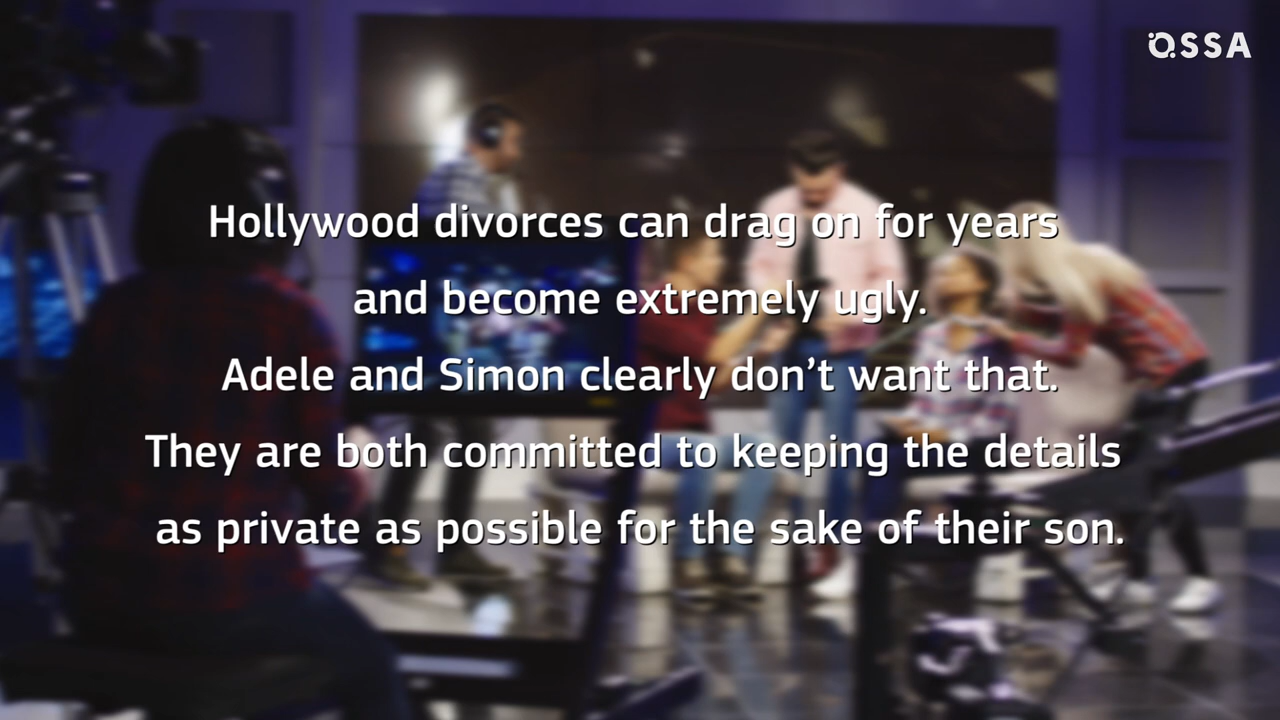 OSSA
Hollywood divorces can drag on for years
and become extremely ugly.
Adele and Simon clearly don’t want that.
They are both committed to keeping the details
as private as possible for the sake of their son.